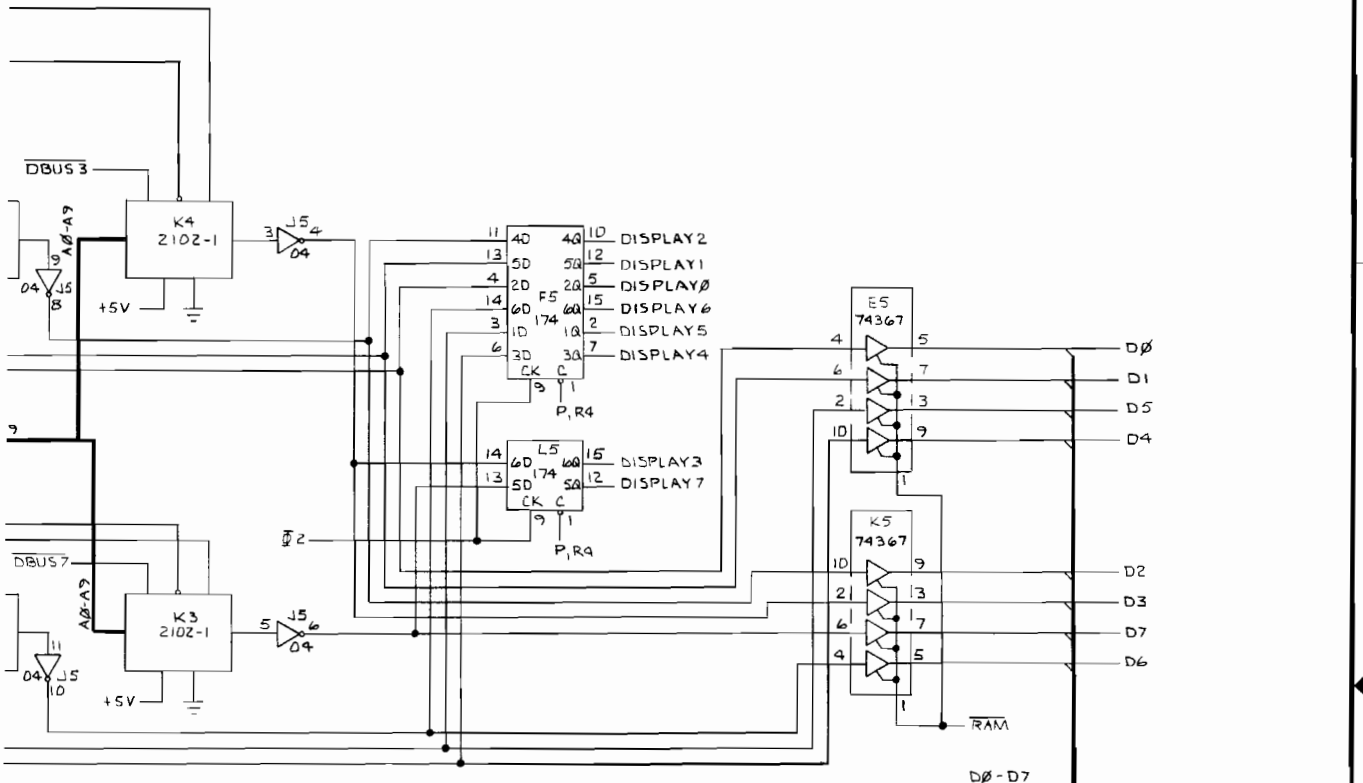 DBUS3
A0-A9
K4
2102-1
+5V
3 J5 4
04
9
04 J5
8
11 4D 4Q 10 DISPLAY2
13 5D 5Q 12 DISPLAY1
4 2D 2Q 5 DISPLAY0
14 6D 6Q 15 DISPLAY6
3 1D 1Q 2 DISPLAY5
6 3D 3Q 7 DISPLAY4
F5
174
CK C
9 1
P,R4
L5
14 6D 174 6Q 15 DISPLAY3
13 5D 5Q 12 DISPLAY7
CK C
9 1
P,R4
Φ2
9
E5
74367
4 5 D0
6 7 D1
2 3 D5
10 9 D4
1
K5
74367
10 9 D2
2 3 D3
6 7 D7
4 5 D6
1
RAM
D0-D7
DBUS7
A0-A9
K3
2102-1
+5V
5 J5 6
04
11
04 J5
10